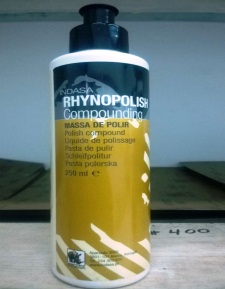 INDASA
RHYNOPOLISH
Compounding
MASSA DE POLIR
Polish compound
Liquide de polissage
Pasta de pulir
Schleifpolitur
Pasta polerska
250 ml ℮
# 400